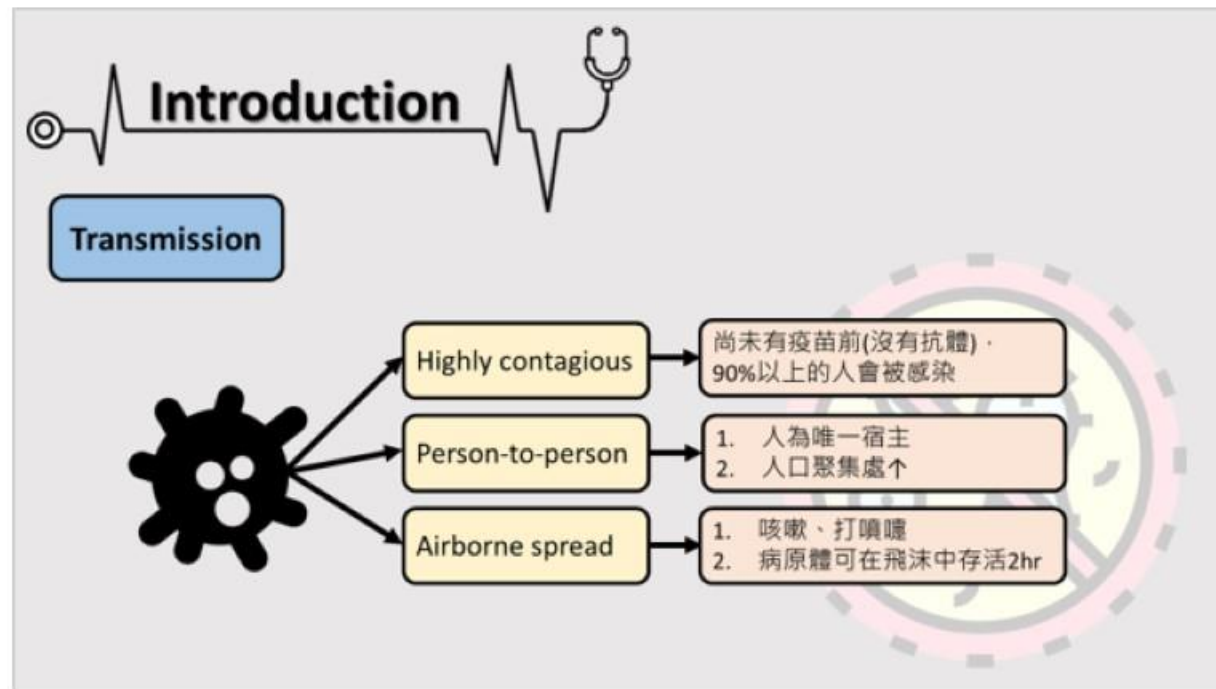 Introduction
Transmission
Highly contagious
尚未有疫苗前(沒有抗體)，
90%以上的人會被感染
Person-to-person
1. 人為唯一宿主
2. 人口聚集處↑
Airborne spread
1. 咳嗽、打噴嚏
2. 病原體可在飛沫中存活2hr